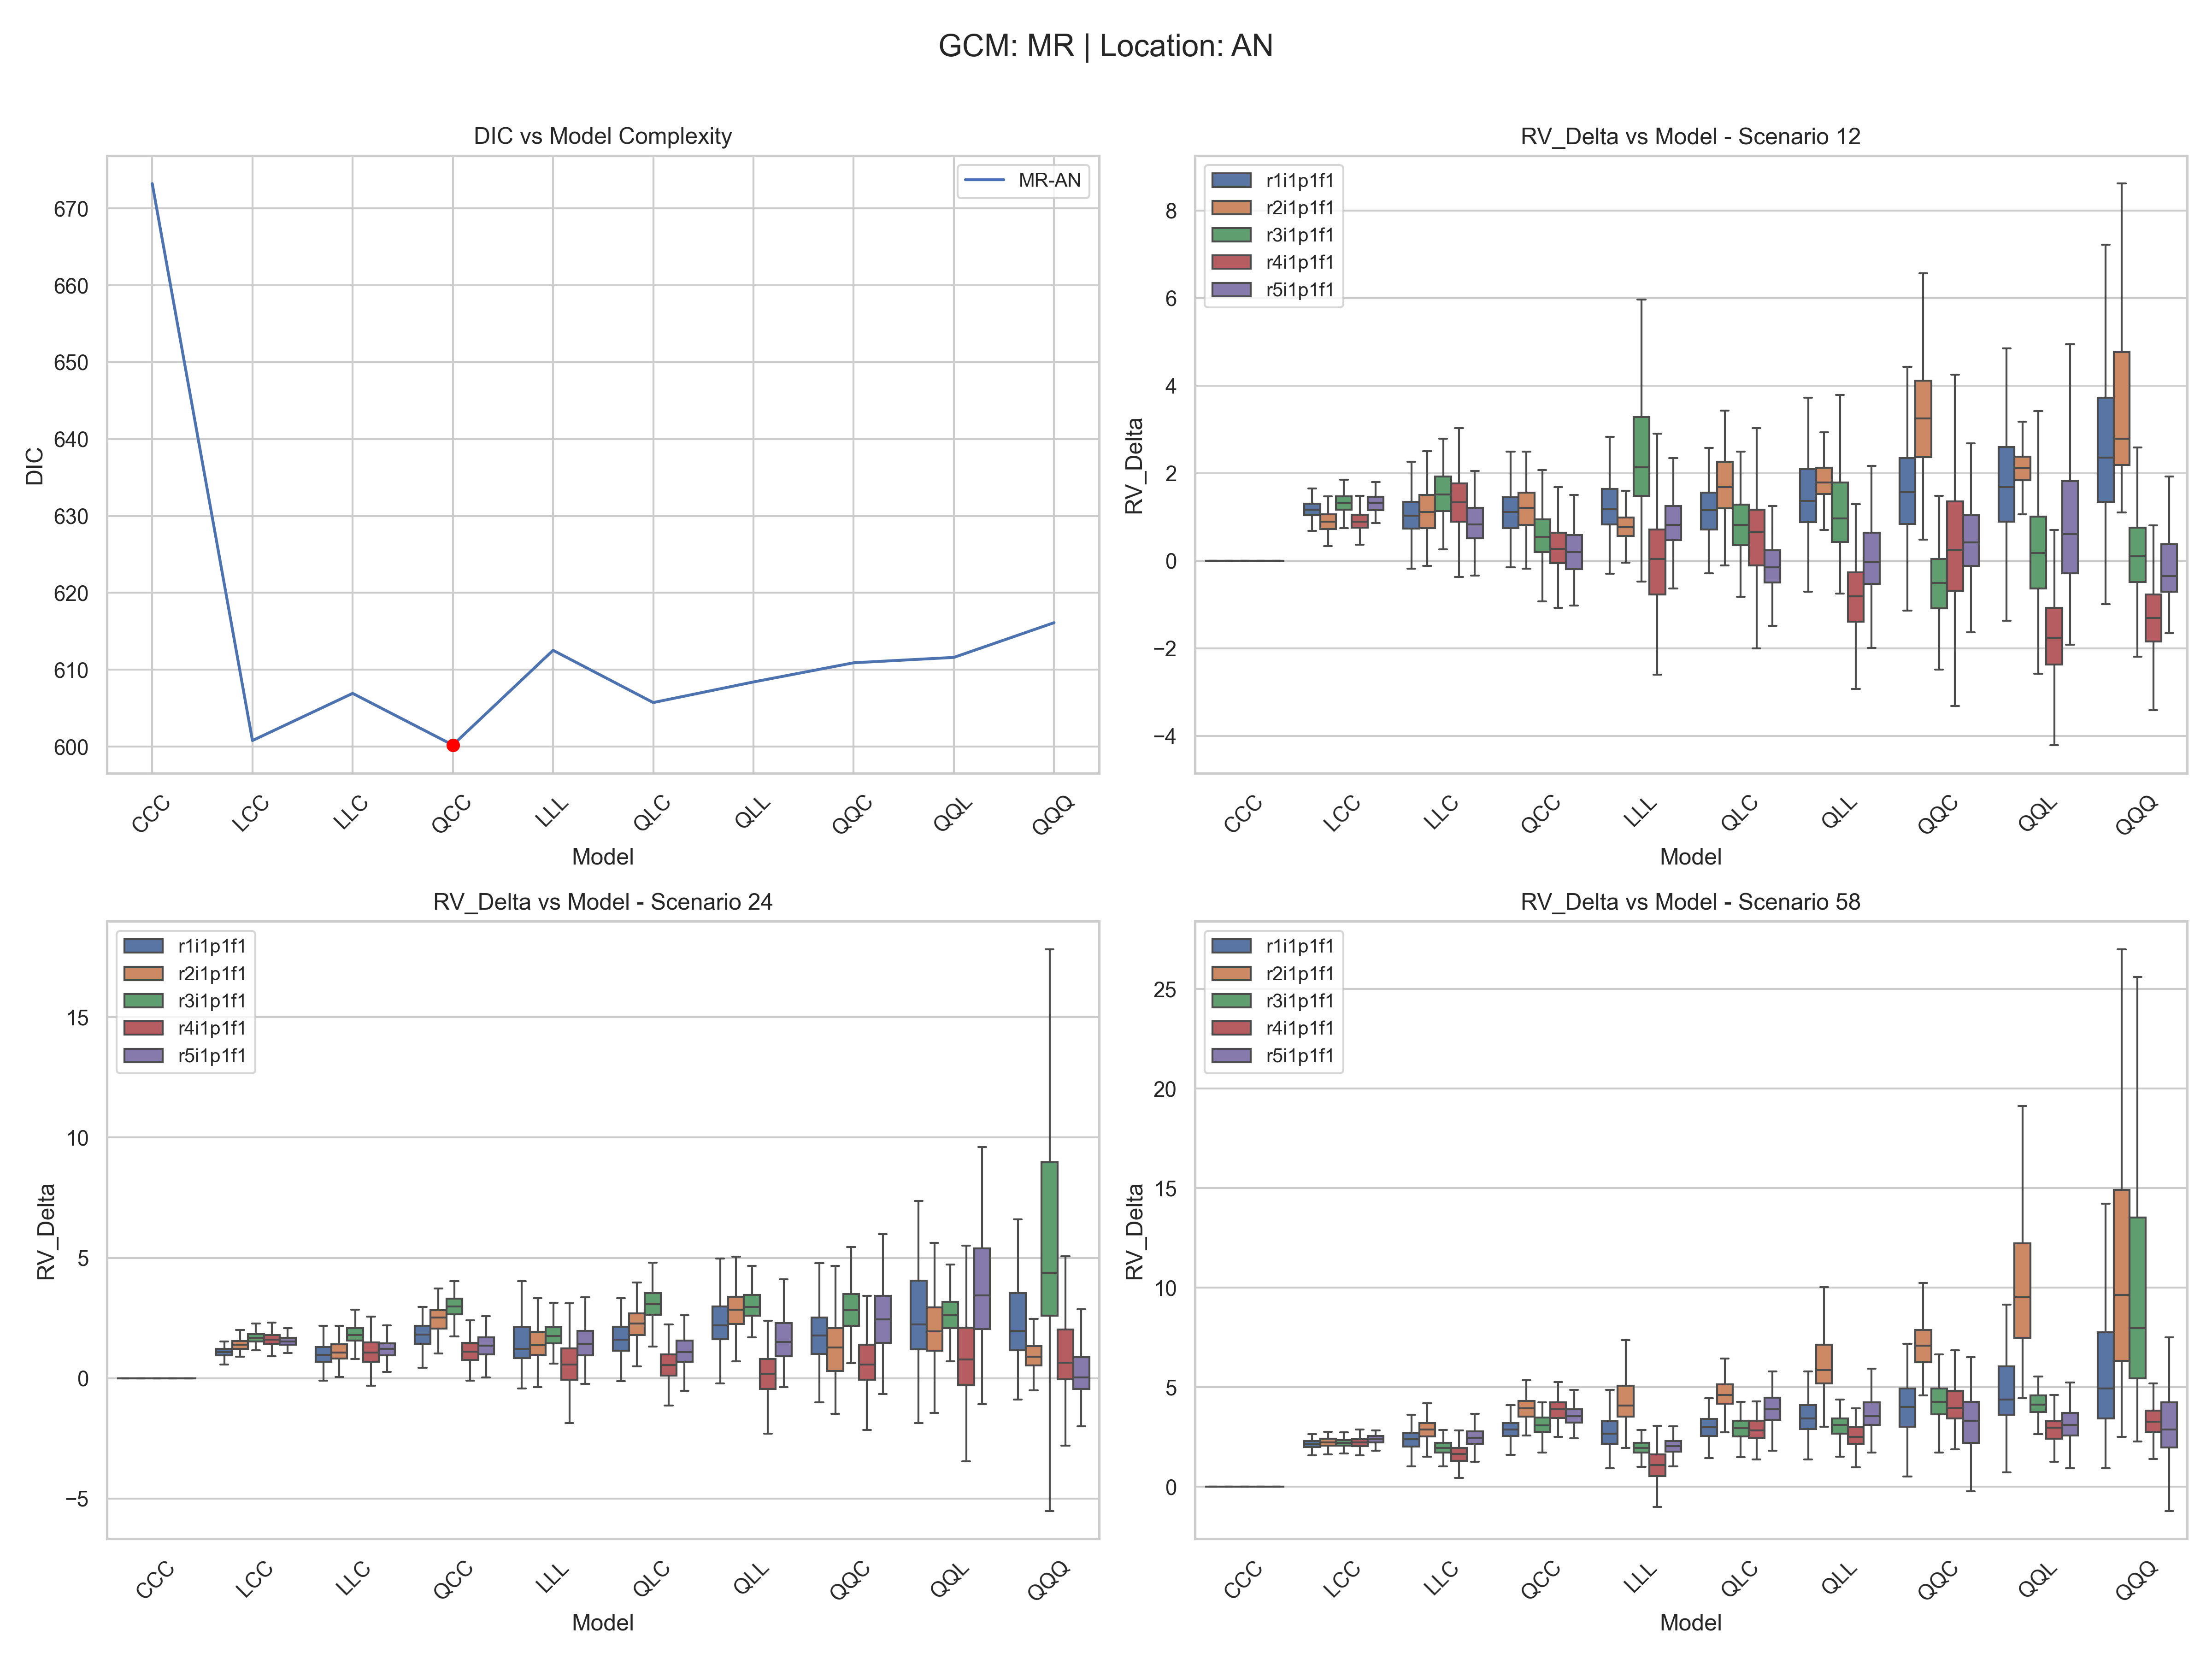 GCM: MR | Location: AN
DIC vs Model Complexity
MR-AN
DIC
670
660
650
640
630
620
610
600
CCC
LCC
LLC
QCC
LLL
QLC
QLL
QQC
QQL
QQQ
Model
RV_Delta vs Model - Scenario 12
r1i1p1f1
r2i1p1f1
r3i1p1f1
r4i1p1f1
r5i1p1f1
RV_Delta
8
6
4
2
0
−2
−4
CCC
LCC
LLC
QCC
LLL
QLC
QLL
QQC
QQL
QQQ
Model
RV_Delta vs Model - Scenario 24
r1i1p1f1
r2i1p1f1
r3i1p1f1
r4i1p1f1
r5i1p1f1
RV_Delta
15
10
5
0
−5
CCC
LCC
LLC
QCC
LLL
QLC
QLL
QQC
QQL
QQQ
Model
RV_Delta vs Model - Scenario 58
r1i1p1f1
r2i1p1f1
r3i1p1f1
r4i1p1f1
r5i1p1f1
RV_Delta
25
20
15
10
5
0
CCC
LCC
LLC
QCC
LLL
QLC
QLL
QQC
QQL
QQQ
Model